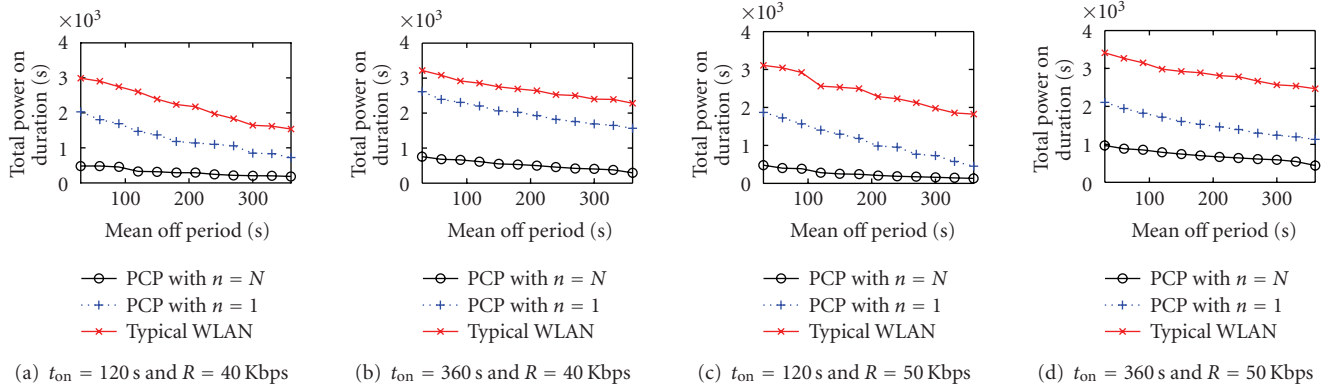 ×10³
4
3
2
1
0
100
200
300
Total power on
duration (s)
Mean off period (s)
PCP with n = N
PCP with n = 1
Typical WLAN
(a) t_on = 120 s and R = 40 Kbps
×10³
4
3
2
1
0
100
200
300
Total power on
duration (s)
Mean off period (s)
PCP with n = N
PCP with n = 1
Typical WLAN
(b) t_on = 360 s and R = 40 Kbps
×10³
4
3
2
1
0
100
200
300
Total power on
duration (s)
Mean off period (s)
PCP with n = N
PCP with n = 1
Typical WLAN
(c) t_on = 120 s and R = 50 Kbps
×10³
4
3
2
1
0
100
200
300
Total power on
duration (s)
Mean off period (s)
PCP with n = N
PCP with n = 1
Typical WLAN
(d) t_on = 360 s and R = 50 Kbps